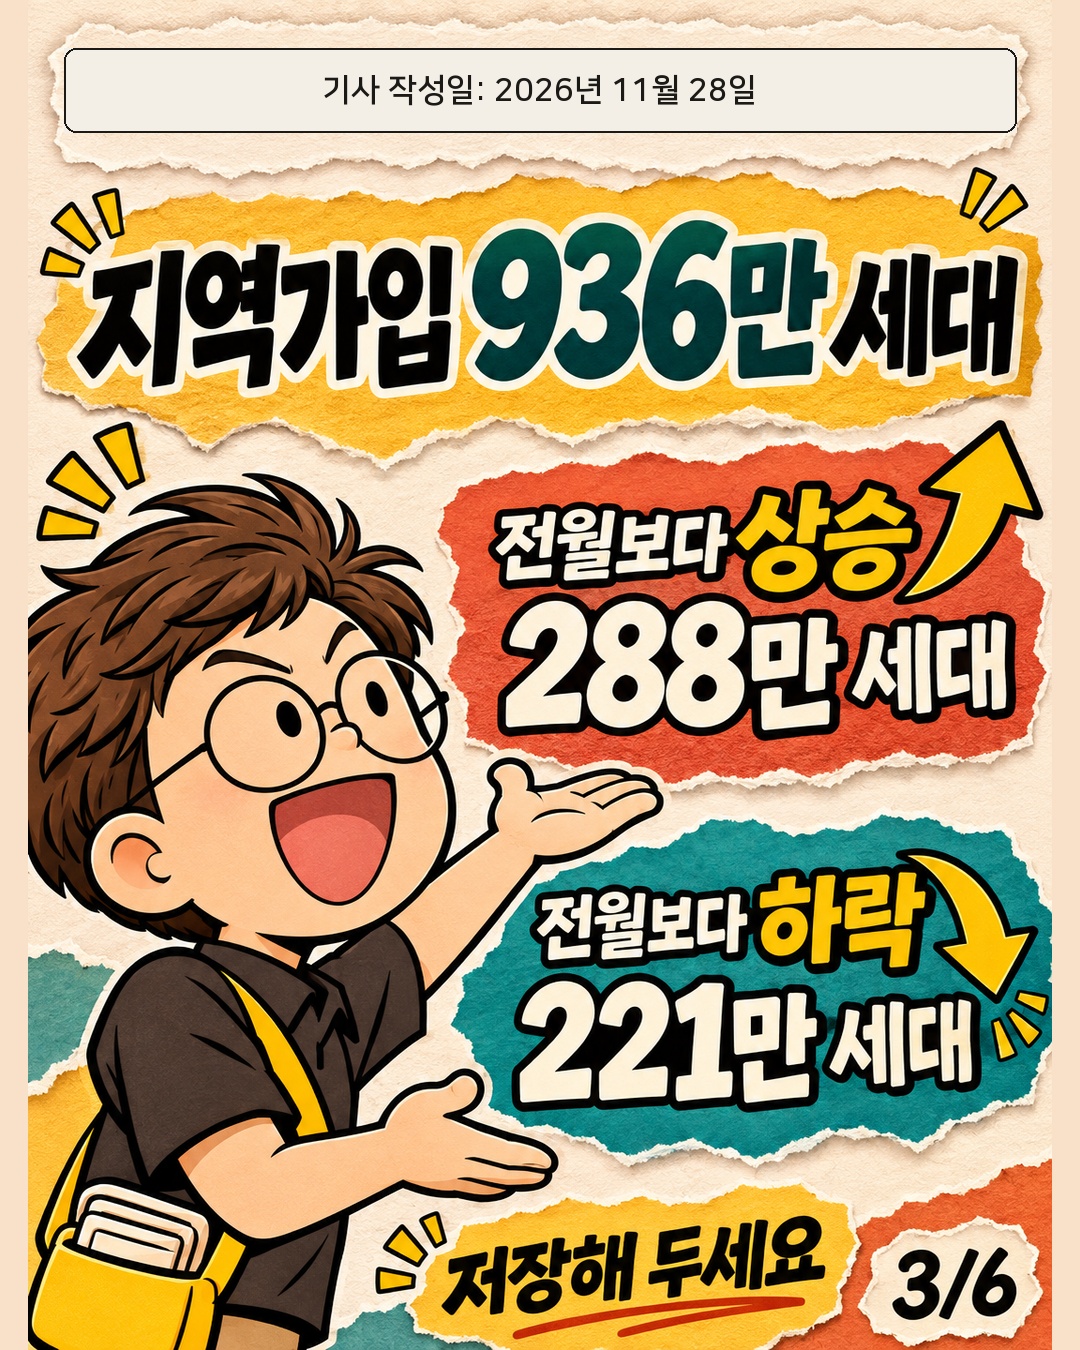 기사 작성일: 2026년 11월 28일
지역가입 936만 세대
전월보다 상승
288만 세대
전월보다 하락
221만 세대
저장해 두세요
3/6